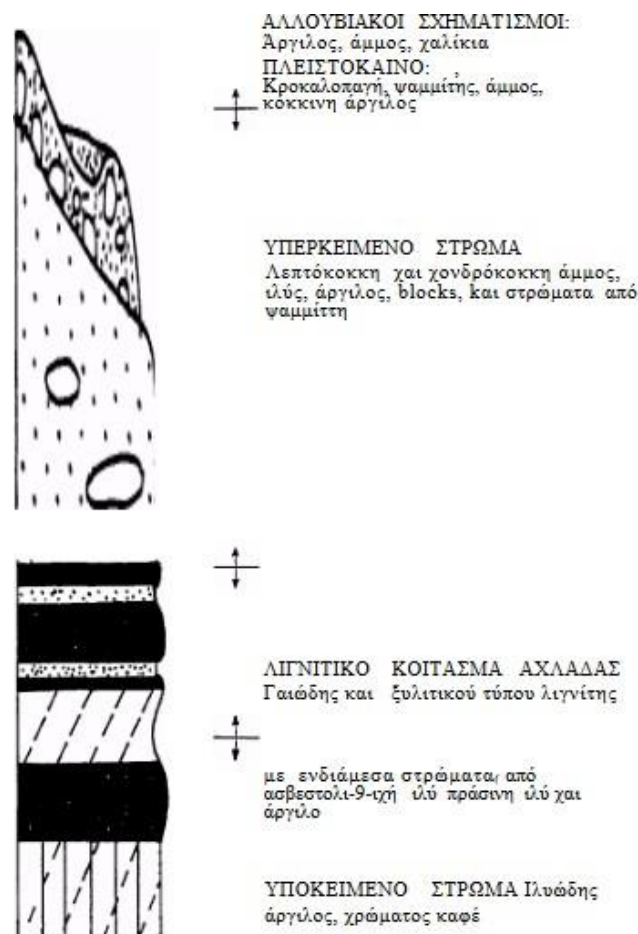 ΑΛΛΟΥΒΙΑΚΟΙ ΣΧΗΜΑΤΙΣΜΟΙ:
Άργιλος, άμμος, χαλίκια
ΠΛΕΙΣΤΟΚΑΙΝΟ: ,
Κροκαλοπαγή, ψαμμίτης, άμμος,
κόκκινη άργιλος
ΥΠΕΡΚΕΙΜΕΝΟ ΣΤΡΩΜΑ
Λεπτόκοκκη χαι χονδρόκοκκη άμμος,
ιλύς, άργιλος, blocks, και στρώματα από
ψαμμίττη
ΛΙΓΝΙΤΙΚΟ ΚΟΙΤΑΣΜΑ ΑΧΛΑΔΑΣ
Γαιώδης και ξυλιτικού τύπου λιγνίτης
με ενδιάμεσα στρώματα, από
ασβεστολι-9-ιχή ιλύ πράσινη ιλύ χαι
άργιλο
ΥΠΟΚΕΙΜΕΝΟ ΣΤΡΩΜΑ Ιλυώδης
άργιλος, χρώματος καφέ